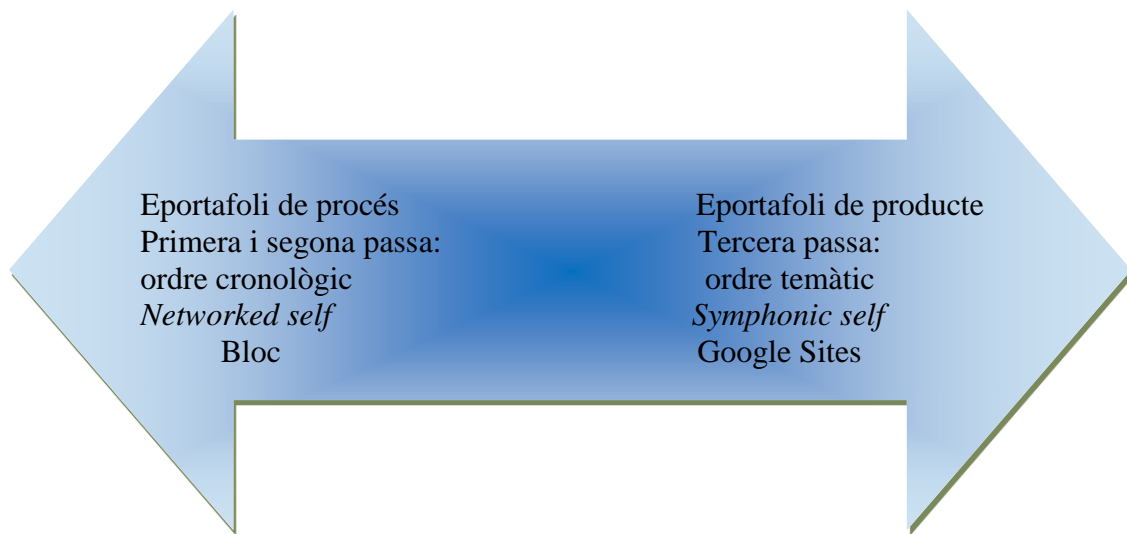 Eportafoli de procés
Primera i segona passa:
ordre cronològic
Networked self
Bloc
Eportafoli de producte
Tercera passa:
ordre temàtic
Symphonic self
Google Sites